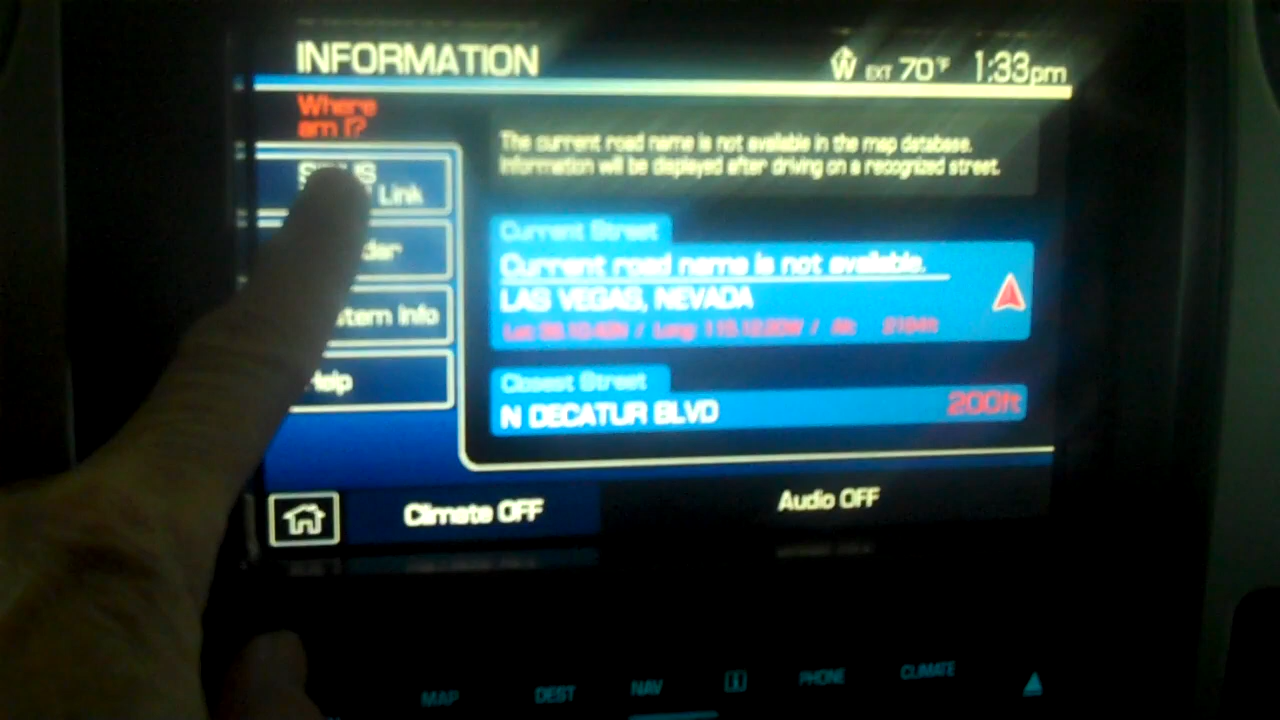 INFORMATION
W EXT 70°F 1:33pm
Where
am I?
Link
The current road name is not available in the map database.
Information will be displayed after driving on a recognized street.
Current Street
Current road name is not available.
LAS VEGAS, NEVADA
stem Info
Help
Closest Street
N DECATUR BLVD 200ft
Climate OFF
Audio OFF
MAP DEST NAV PHONE CLIMATE